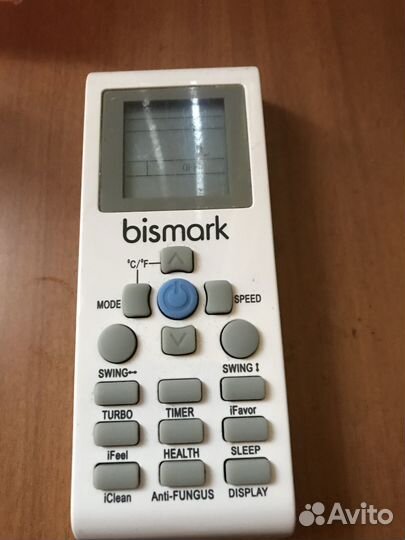 bismark
°C/°F
MODE SPEED
SWING↔ SWING↕
TURBO TIMER iFavor
iFeel HEALTH SLEEP
iClean Anti-FUNGUS DISPLAY
Avito